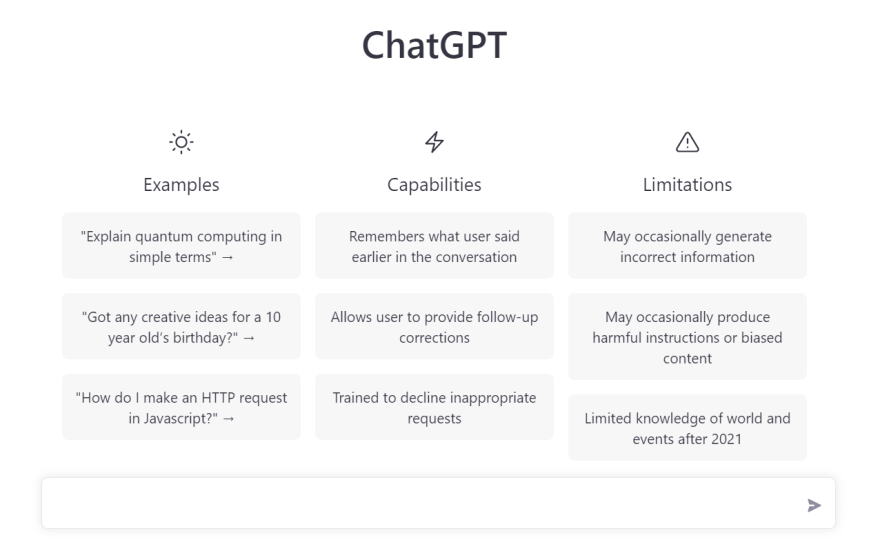 ChatGPT
Examples
"Explain quantum computing in
simple terms" →
"Got any creative ideas for a 10
year old's birthday?" →
"How do I make an HTTP request
in Javascript?" →
Capabilities
Remembers what user said
earlier in the conversation
Allows user to provide follow-up
corrections
Trained to decline inappropriate
requests
Limitations
May occasionally generate
incorrect information
May occasionally produce
harmful instructions or biased
content
Limited knowledge of world and
events after 2021